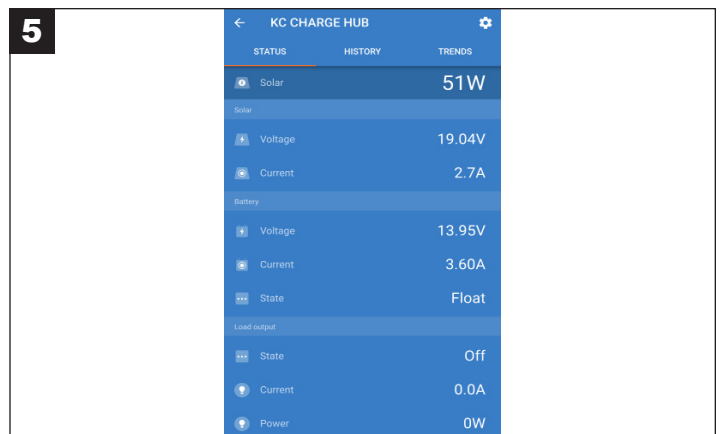 5
KC CHARGE HUB
STATUS HISTORY TRENDS
Solar 51W
Solar
Voltage 19.04V
Current 2.7A
Battery
Voltage 13.95V
Current 3.60A
State Float
Load output
State Off
Current 0.0A
Power 0W